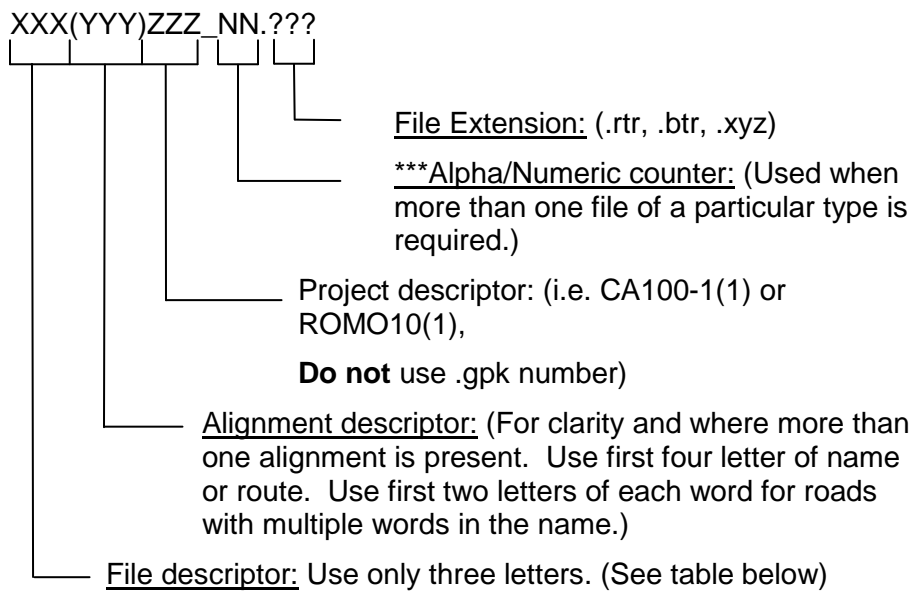 XXX(YYY)ZZZ_NN.???
File Extension: (.rtr, .btr, .xyz)
***Alpha/Numeric counter: (Used when
more than one file of a particular type is
required.)
Project descriptor: (i.e. CA100-1(1) or
ROMO10(1),
Do not use .gpk number)
Alignment descriptor: (For clarity and where more than
one alignment is present.  Use first four letter of name
or route.  Use first two letters of each word for roads
with multiple words in the name.)
File descriptor: Use only three letters. (See table below)